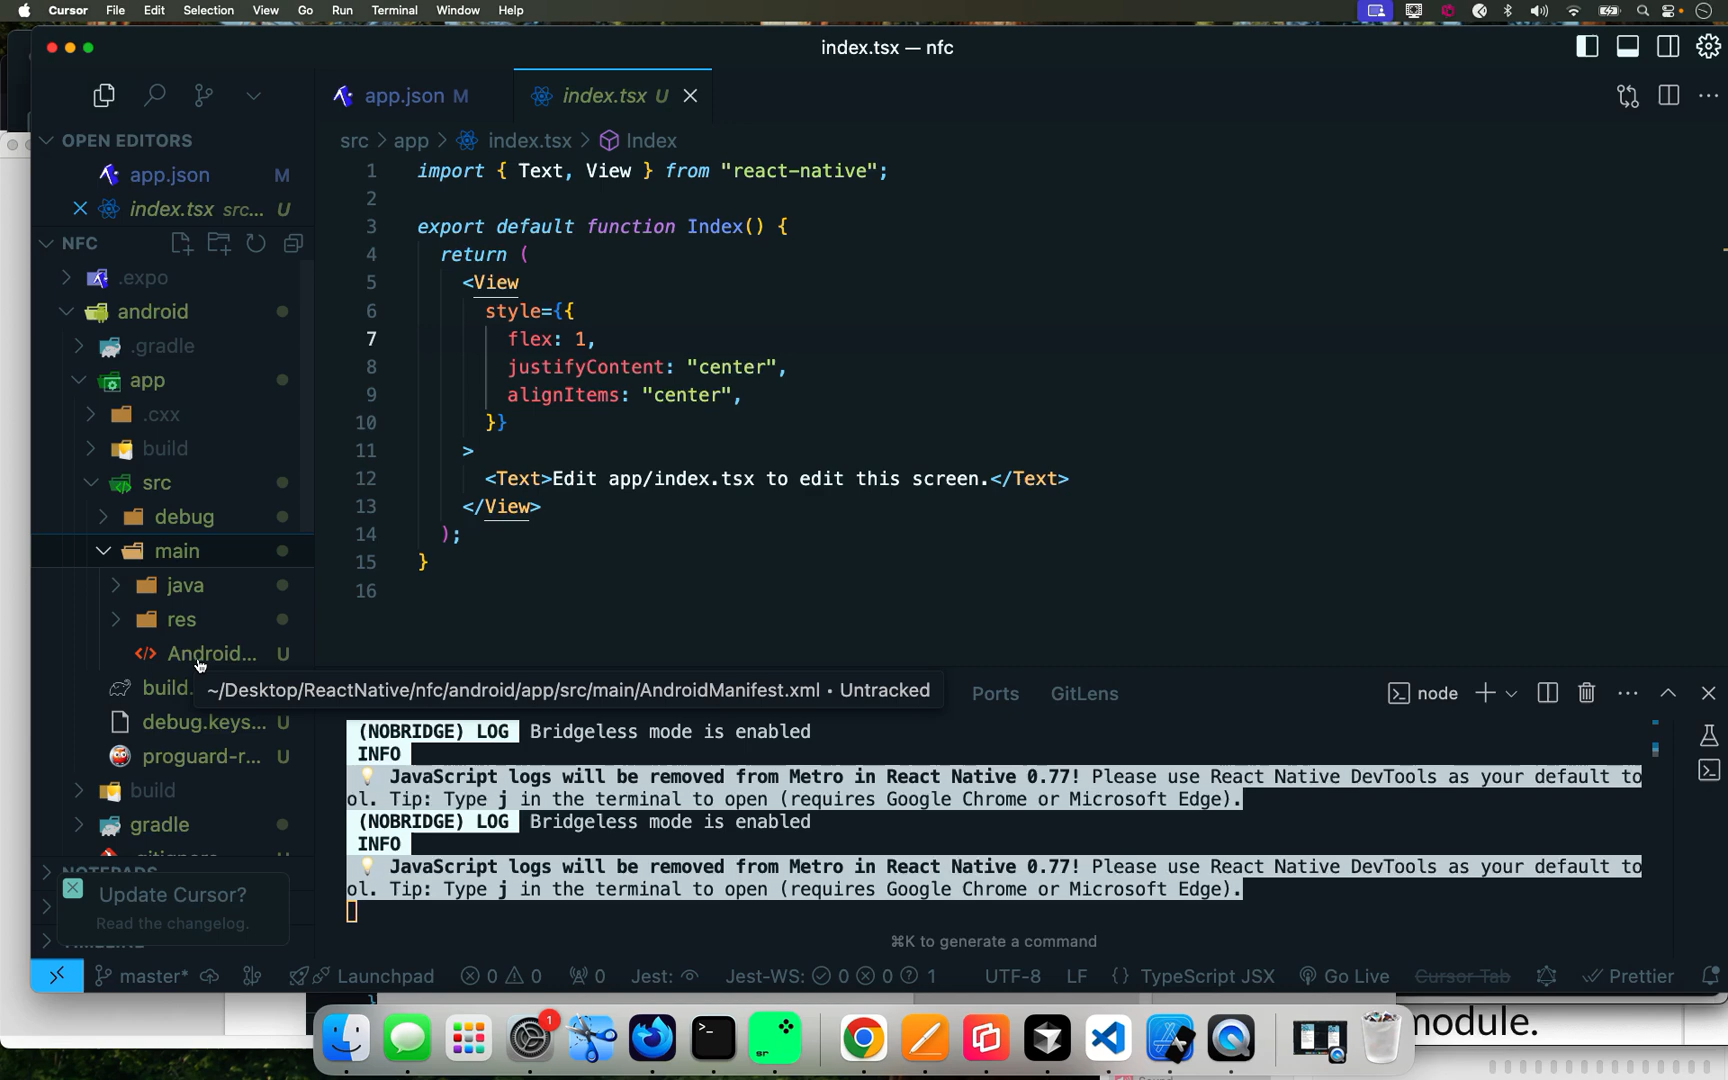 Cursor File Edit Selection View Go Run Terminal Window Help
index.tsx — nfc
app.json M
index.tsx U
OPEN EDITORS
app.json M
index.tsx src... U
NFC
.expo
android
.gradle
app
.cxx
build
src
debug
main
java
res
Android... U
build.
debug.keys... U
proguard-r... U
build
gradle
src > app > index.tsx > Index
1 import { Text, View } from "react-native";
2
3 export default function Index() {
4 return (
5 <View
6 style={{
7 flex: 1,
8 justifyContent: "center",
9 alignItems: "center",
10 }}
11 >
12 <Text>Edit app/index.tsx to edit this screen.</Text>
13 </View>
14 );
15 }
16
~/Desktop/ReactNative/nfc/android/app/src/main/AndroidManifest.xml • Untracked
Ports GitLens
node
(NOBRIDGE) LOG Bridgeless mode is enabled
INFO
💡 JavaScript logs will be removed from Metro in React Native 0.77! Please use React Native DevTools as your default to
ol. Tip: Type j in the terminal to open (requires Google Chrome or Microsoft Edge).
(NOBRIDGE) LOG Bridgeless mode is enabled
INFO
💡 JavaScript logs will be removed from Metro in React Native 0.77! Please use React Native DevTools as your default to
ol. Tip: Type j in the terminal to open (requires Google Chrome or Microsoft Edge).
⌘K to generate a command
Update Cursor?
Read the changelog.
master* Launchpad 0 0 0 Jest: Jest-WS: 0 0 1 UTF-8 LF {} TypeScript JSX Go Live Cursor Tab Prettier
}
module.
1
sr